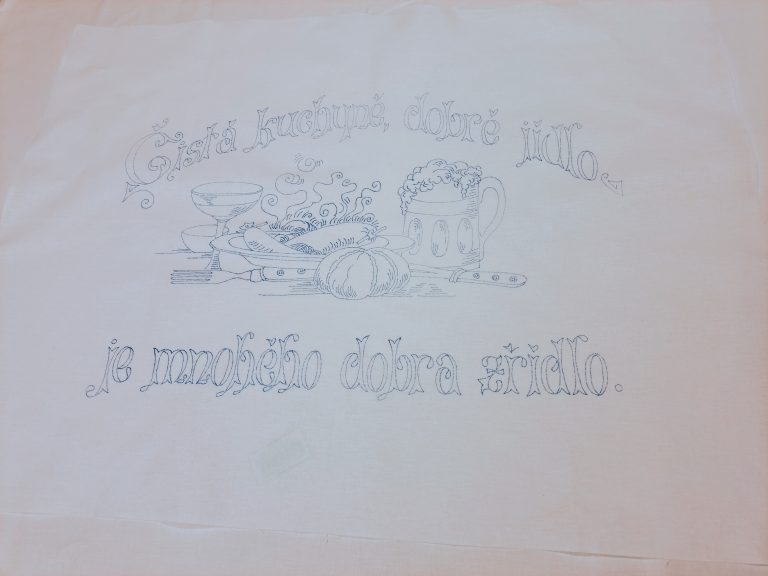 Čistá kuchyně, dobré jídlo,
je mnohého dobra zřídlo.